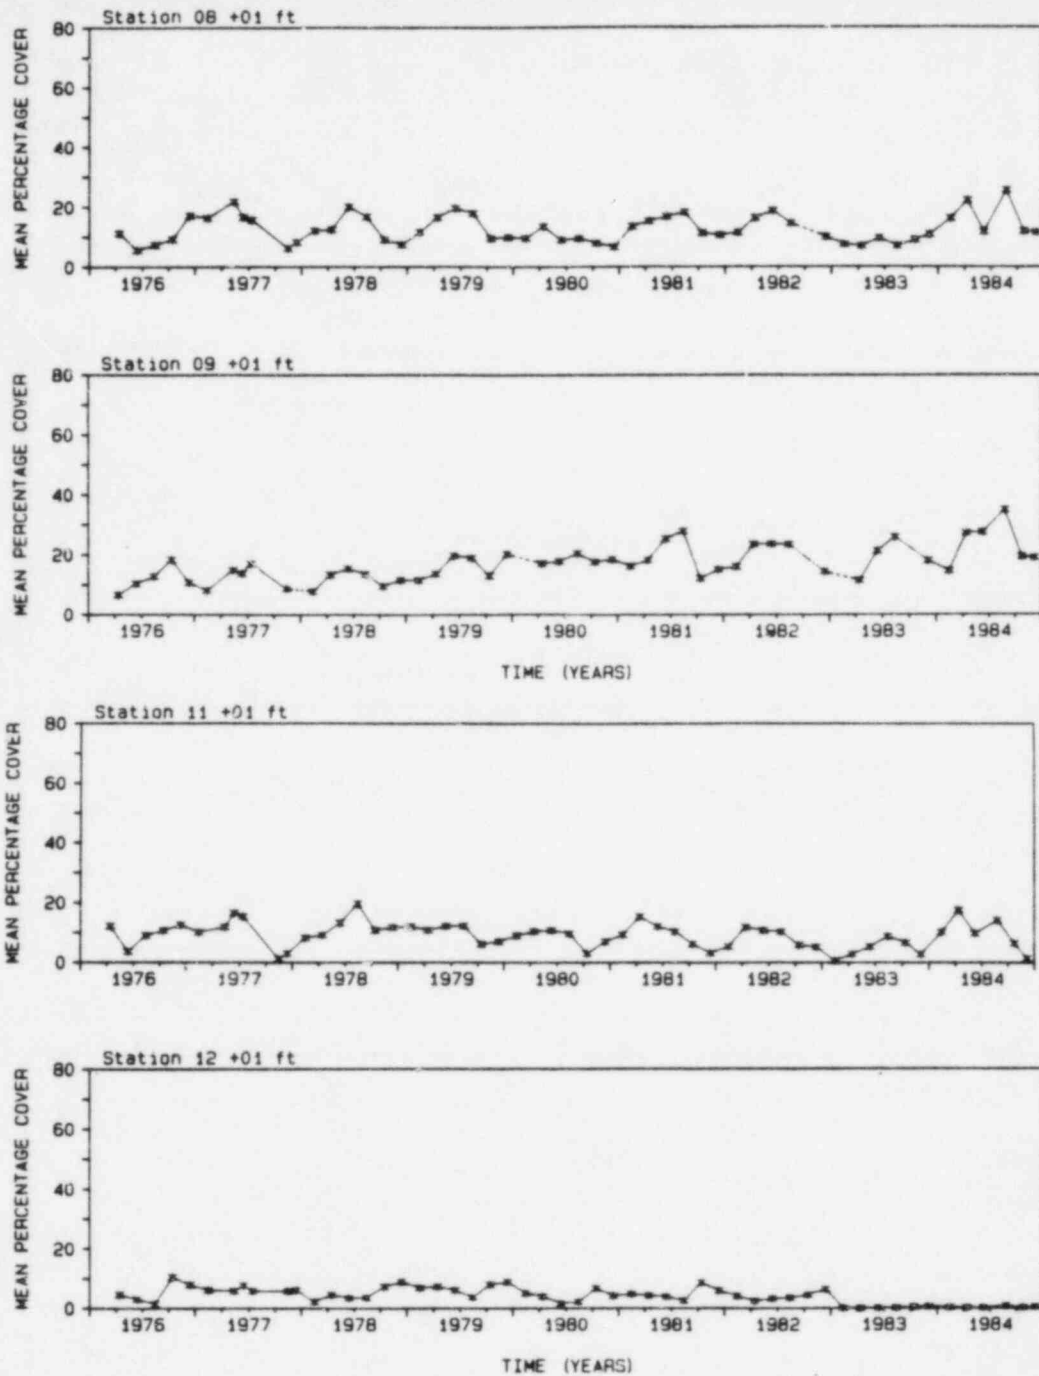 Station 08 +01 ft
MEAN PERCENTAGE COVER
80
60
40
20
0
1976 1977 1978 1979 1980 1981 1982 1983 1984
Station 09 +01 ft
MEAN PERCENTAGE COVER
80
60
40
20
0
1976 1977 1978 1979 1980 1981 1982 1983 1984
TIME (YEARS)
Station 11 +01 ft
MEAN PERCENTAGE COVER
80
60
40
20
0
1976 1977 1978 1979 1980 1981 1982 1983 1984
Station 12 +01 ft
MEAN PERCENTAGE COVER
80
60
40
20
0
1976 1977 1978 1979 1980 1981 1982 1983 1984
TIME (YEARS)